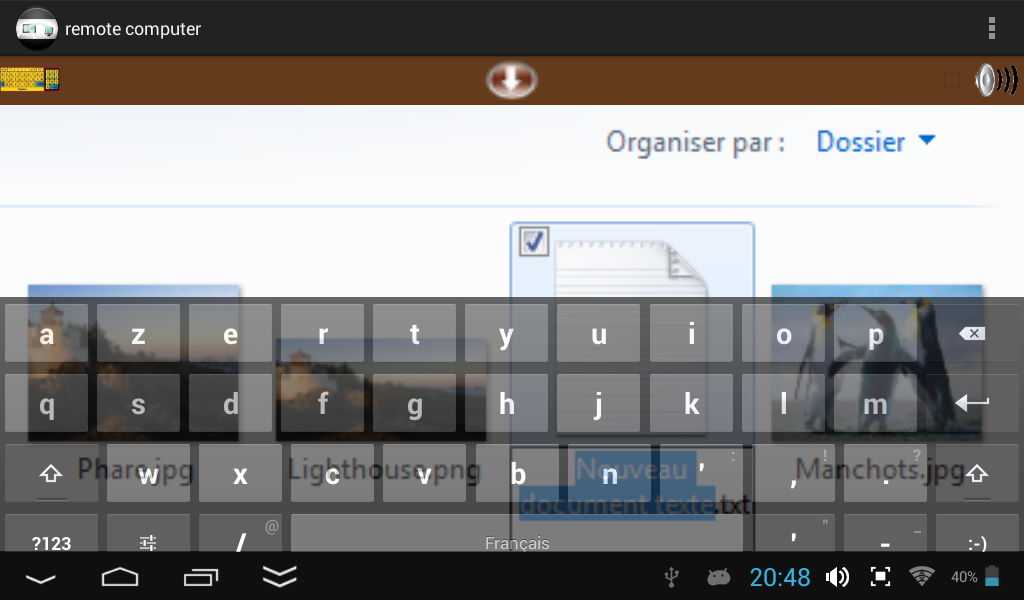 remote computer
Organiser par : Dossier
a z e r t y u i o p
q s d f g h j k l m
Phare.jpg Lighthouse.png Nouveau Manchots.jpg
document texte.txt
w x c v b n ' : , ! . ?
?123 / @ Français ' " - _ :-)
20:48 40%